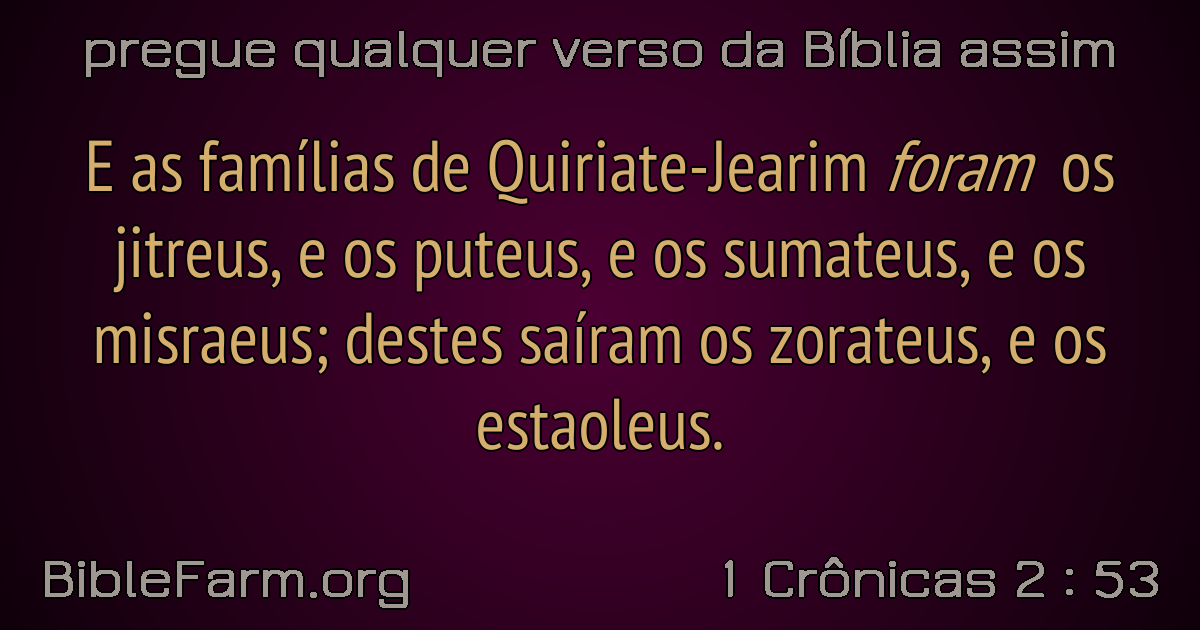 pregue qualquer verso da Bíblia assim
E as famílias de Quiriate-Jearim foram os
jitreus, e os puteus, e os sumateus, e os
misraeus; destes saíram os zorateus, e os
estaoleus.
BibleFarm.org
1 Crônicas 2 : 53